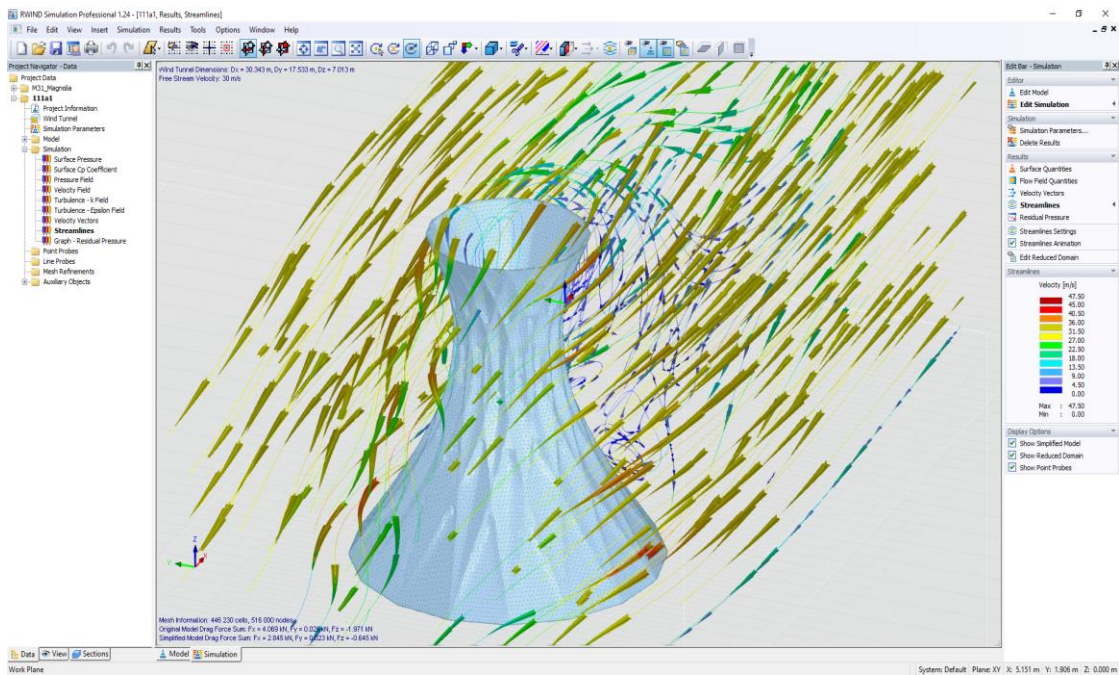 RWIND Simulation Professional 1.24 - [111a1, Results, Streamlines]
File Edit View Insert Simulation Results Tools Options Window Help
Project Navigator - Data
Project Data
M31_Magnolia
111a1
Project Information
Wind Tunnel
Simulation Parameters
Model
Simulation
Surface Pressure
Surface Cp Coefficient
Pressure Field
Velocity Field
Turbulence - k Field
Turbulence - Epsilon Field
Velocity Vectors
Streamlines
Graph - Residual Pressure
Point Probes
Line Probes
Mesh Refinements
Auxiliary Objects
Data View Sections
Wind Tunnel Dimensions: Dx = 30.343 m, Dy = 17.533 m, Dz = 7.013 m
Free Stream Velocity: 30 m/s
Z
Y
X
Mesh Information: 446 230 cells, 516 000 nodes
Original Model Drag Force Sum: Fx = 4.069 kN, Fy = kN, Fz = -1.971 kN
Simplified Model Drag Force Sum: Fx = 2.845 kN, Fy = kN, Fz = -0.646 kN
Model Simulation
Edit Bar - Simulation
Editor
Edit Model
Edit Simulation
Simulation
Simulation Parameters...
Delete Results
Results
Surface Quantities
Flow Field Quantities
Velocity Vectors
Streamlines
Residual Pressure
Streamlines Settings
Streamlines Animation
Edit Reduced Domain
Streamlines
Velocity [m/s]
47.50
45.00
40.50
36.00
31.50
27.00
22.50
18.00
13.50
9.00
4.50
0.00
Max : 47.50
Min : 0.00
Display Options
Show Simplified Model
Show Reduced Domain
Show Point Probes
Work Plane
System: Default Plane: XY X: 5.151 m Y: 1.906 m Z: 0.000 m